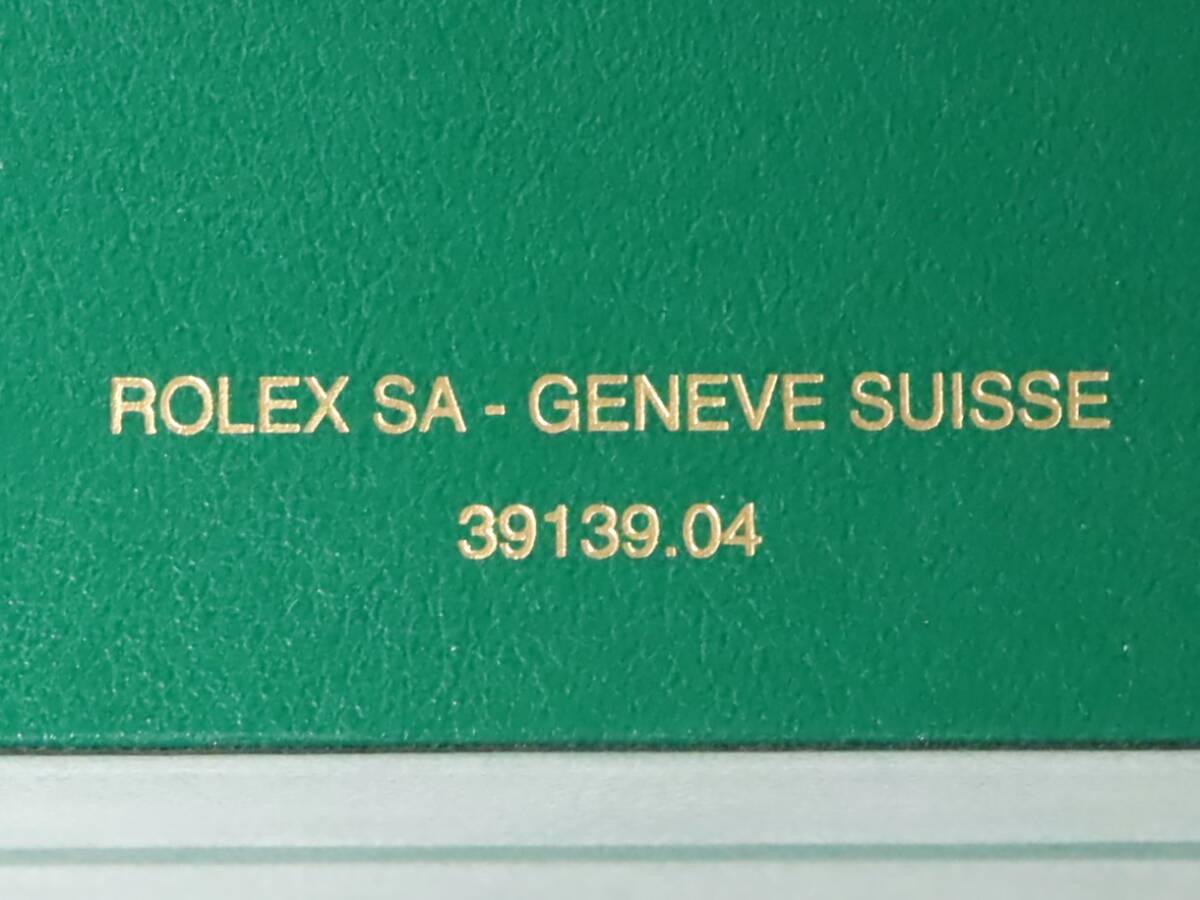 ROLEX SA - GENEVE SUISSE
39139.04